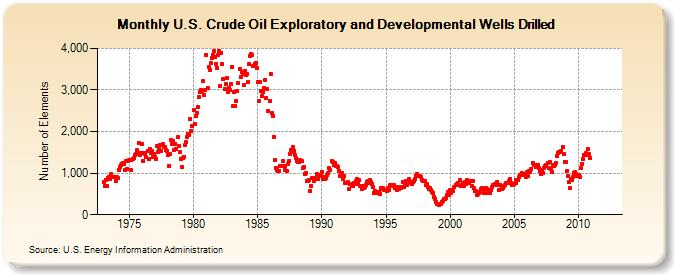 Monthly U.S. Crude Oil Exploratory and Developmental Wells Drilled
Number of Elements
4,000
3,000
2,000
1,000
0
1975 1980 1985 1990 1995 2000 2005 2010
Source: U.S. Energy Information Administration